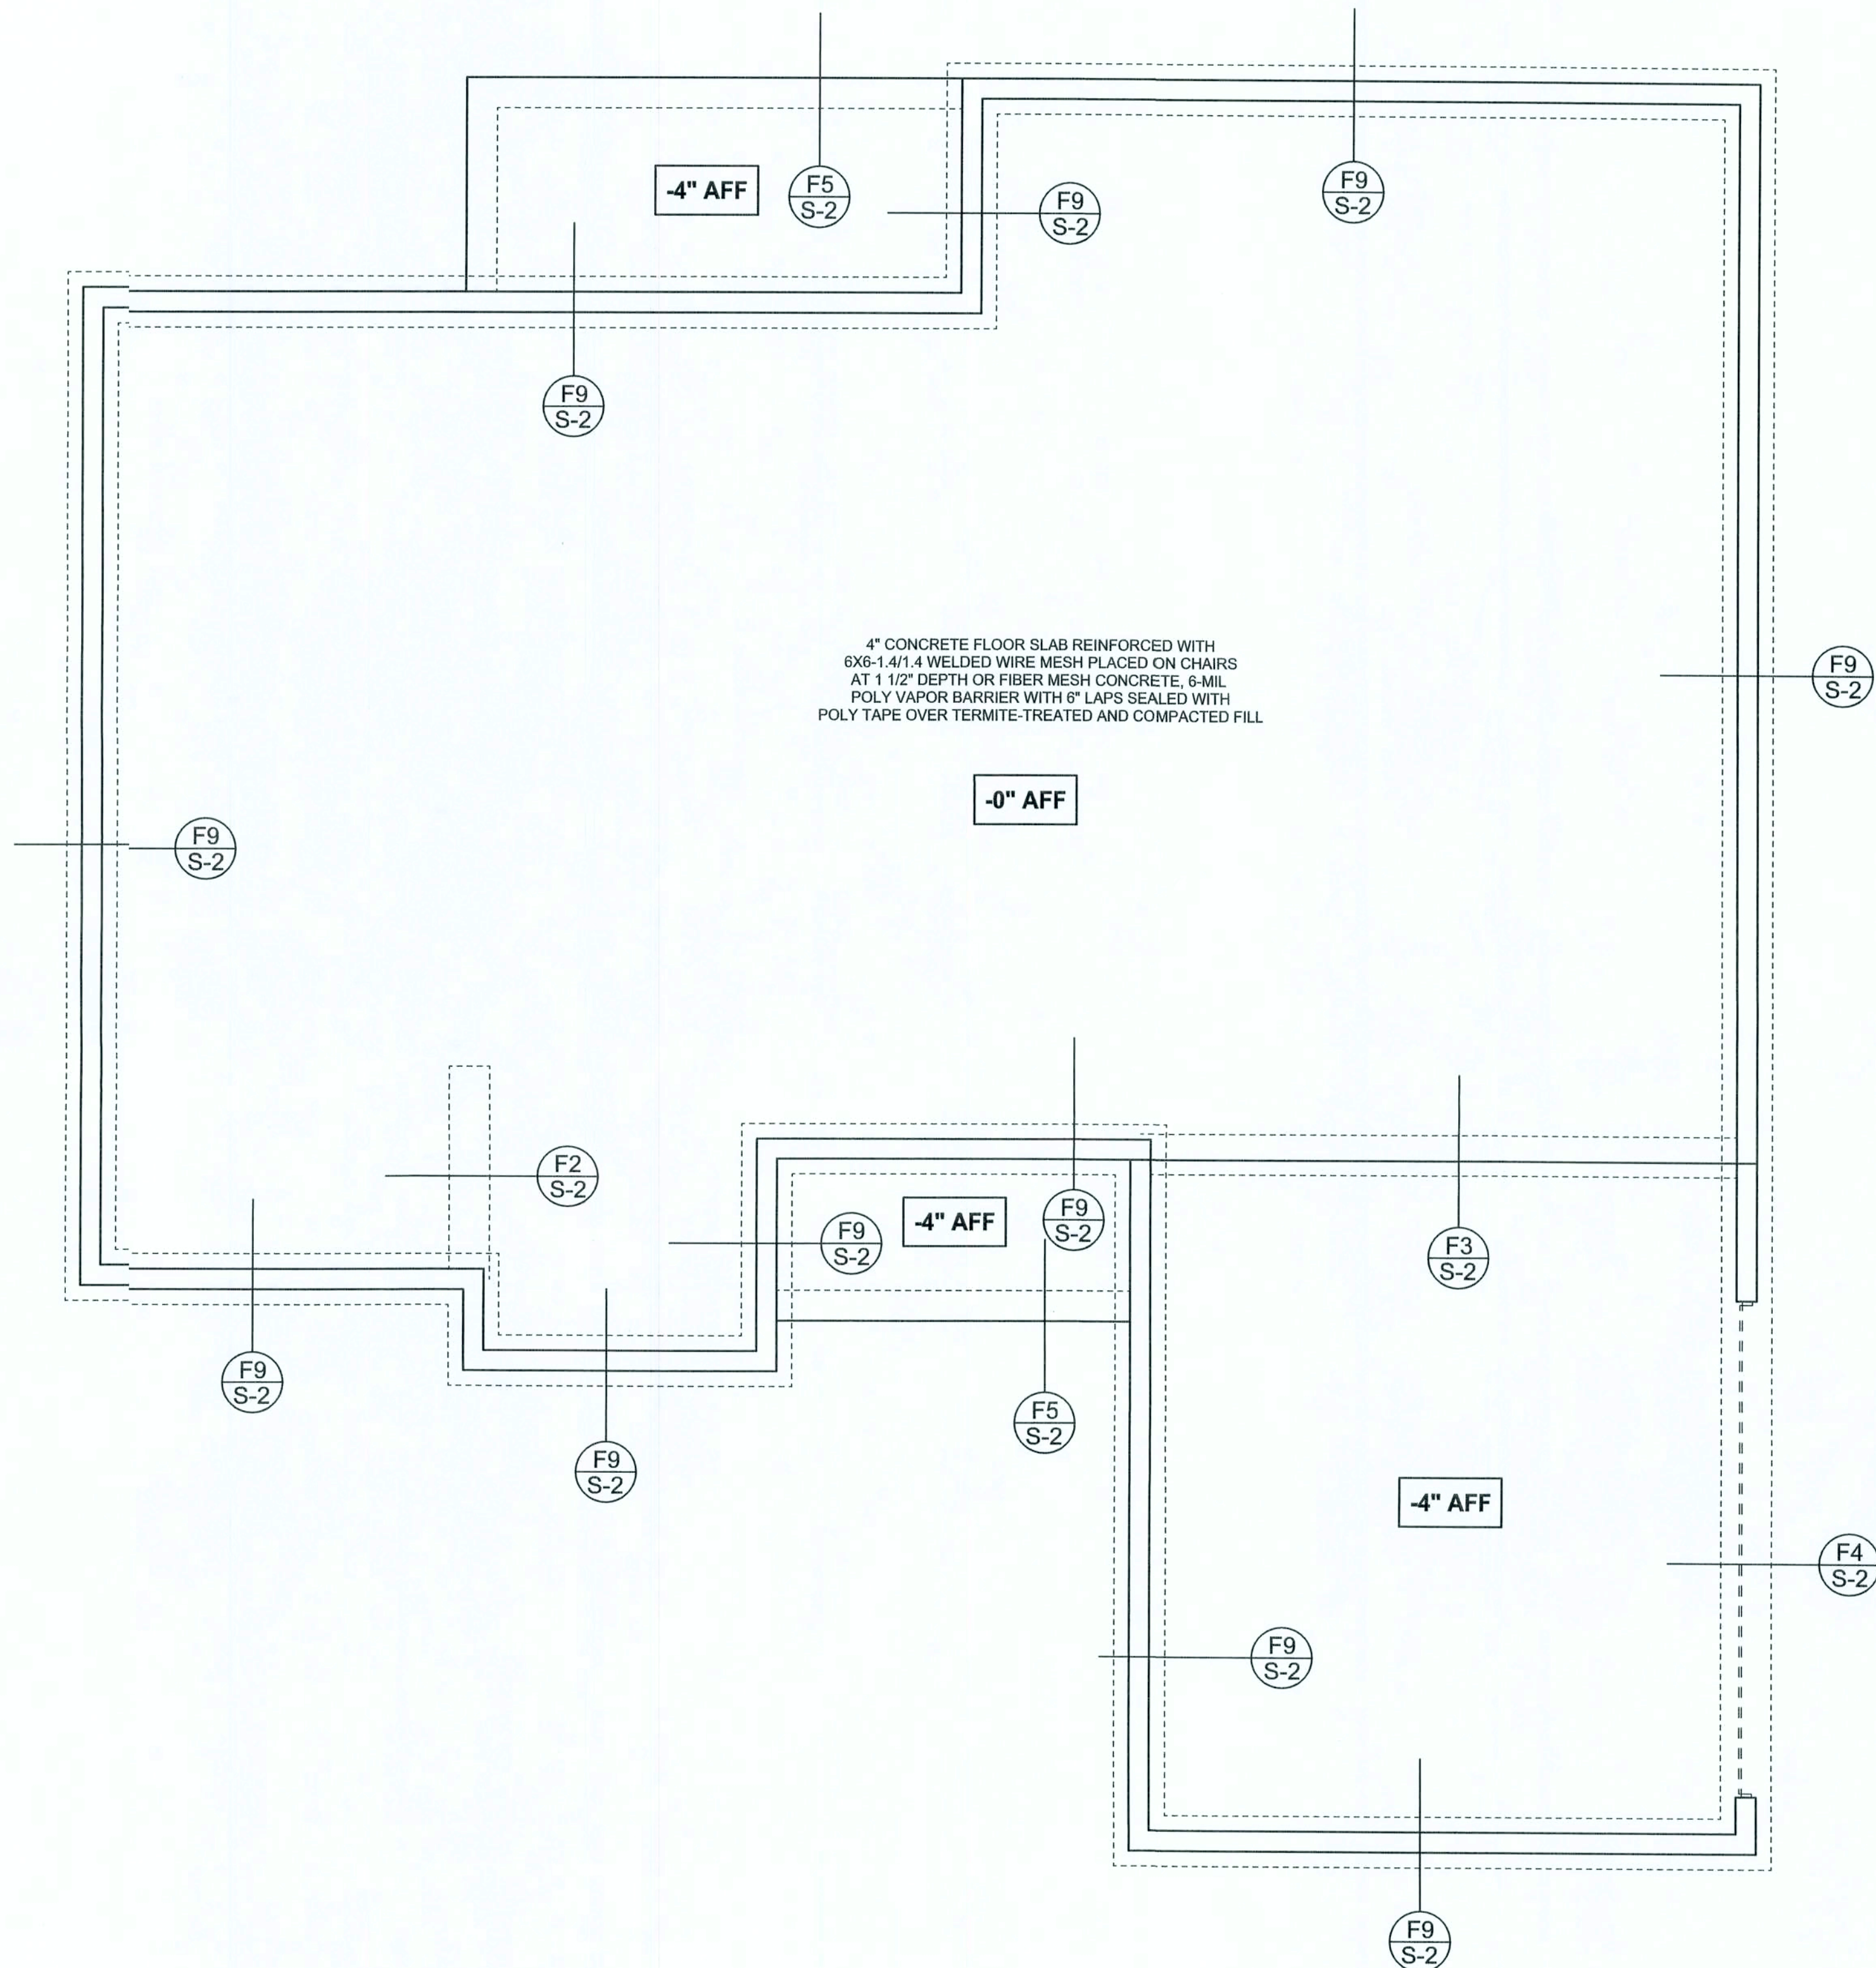 -4" AFF
F5
S-2
F9
S-2
F9
S-2
F9
S-2
4" CONCRETE FLOOR SLAB REINFORCED WITH
6X6-1.4/1.4 WELDED WIRE MESH PLACED ON CHAIRS
AT 1 1/2" DEPTH OR FIBER MESH CONCRETE, 6-MIL
POLY VAPOR BARRIER WITH 6" LAPS SEALED WITH
POLY TAPE OVER TERMITE-TREATED AND COMPACTED FILL
F9
S-2
-0" AFF
F9
S-2
F2
S-2
F9
S-2
-4" AFF
F9
S-2
F3
S-2
F9
S-2
F9
S-2
F5
S-2
-4" AFF
F4
S-2
F9
S-2
F9
S-2